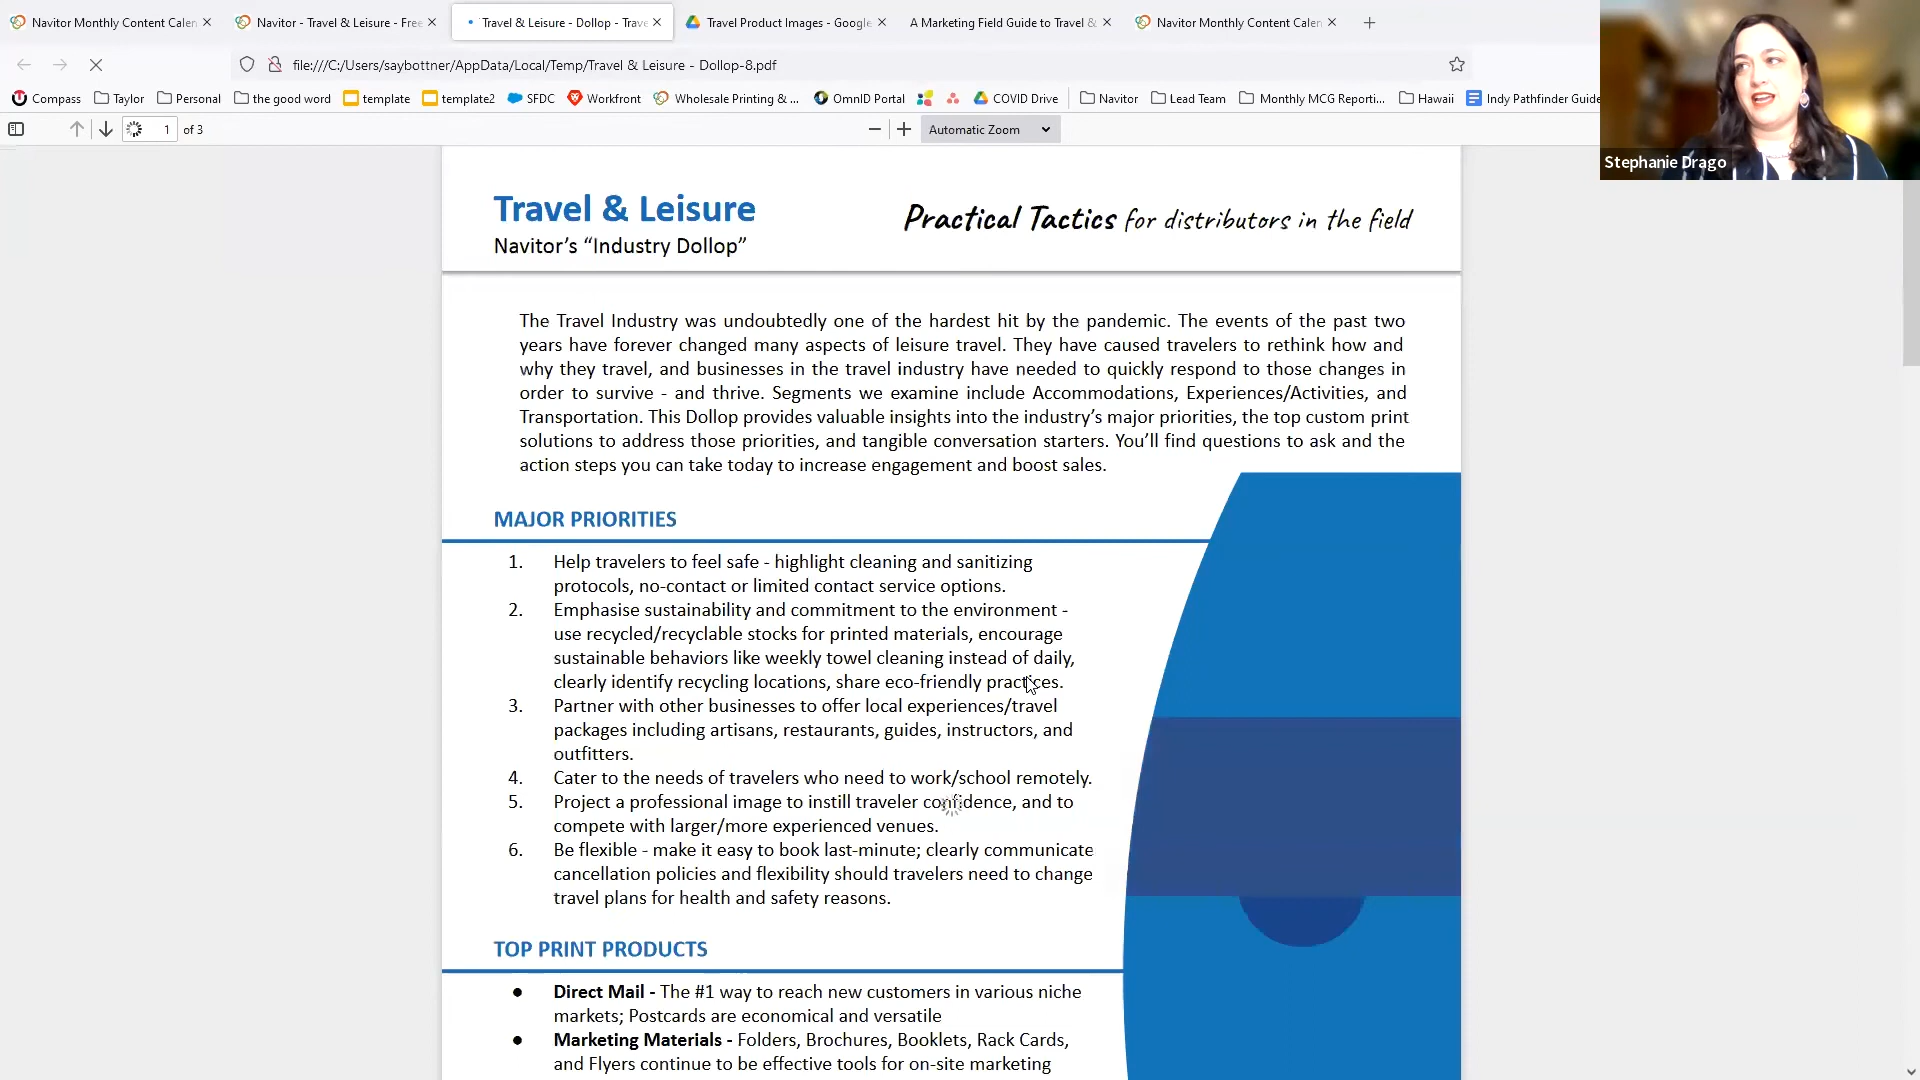 Navitor Monthly Content Calen
Navitor - Travel & Leisure - Free
Travel & Leisure - Dollop - Trave
Travel Product Images - Google
A Marketing Field Guide to Travel &
Navitor Monthly Content Calen
file:///C:/Users/saybottner/AppData/Local/Temp/Travel & Leisure - Dollop-8.pdf
Compass
Taylor
Personal
the good word
template
template2
SFDC
Workfront
Wholesale Printing & ...
OmnID Portal
COVID Drive
Navitor
Lead Team
Monthly MCG Reporti...
Hawaii
Indy Pathfinder Guide
1 of 3
Automatic Zoom
Stephanie Drago
Travel & Leisure
Navitor's "Industry Dollop"
Practical Tactics for distributors in the field
The Travel Industry was undoubtedly one of the hardest hit by the pandemic. The events of the past two
years have forever changed many aspects of leisure travel. They have caused travelers to rethink how and
why they travel, and businesses in the travel industry have needed to quickly respond to those changes in
order to survive - and thrive. Segments we examine include Accommodations, Experiences/Activities, and
Transportation. This Dollop provides valuable insights into the industry's major priorities, the top custom print
solutions to address those priorities, and tangible conversation starters. You'll find questions to ask and the
action steps you can take today to increase engagement and boost sales.
MAJOR PRIORITIES
1. Help travelers to feel safe - highlight cleaning and sanitizing
protocols, no-contact or limited contact service options.
2. Emphasise sustainability and commitment to the environment -
use recycled/recyclable stocks for printed materials, encourage
sustainable behaviors like weekly towel cleaning instead of daily,
clearly identify recycling locations, share eco-friendly practices.
3. Partner with other businesses to offer local experiences/travel
packages including artisans, restaurants, guides, instructors, and
outfitters.
4. Cater to the needs of travelers who need to work/school remotely.
5. Project a professional image to instill traveler confidence, and to
compete with larger/more experienced venues.
6. Be flexible - make it easy to book last-minute; clearly communicate
cancellation policies and flexibility should travelers need to change
travel plans for health and safety reasons.
TOP PRINT PRODUCTS
● Direct Mail - The #1 way to reach new customers in various niche
markets; Postcards are economical and versatile
● Marketing Materials - Folders, Brochures, Booklets, Rack Cards,
and Flyers continue to be effective tools for on-site marketing